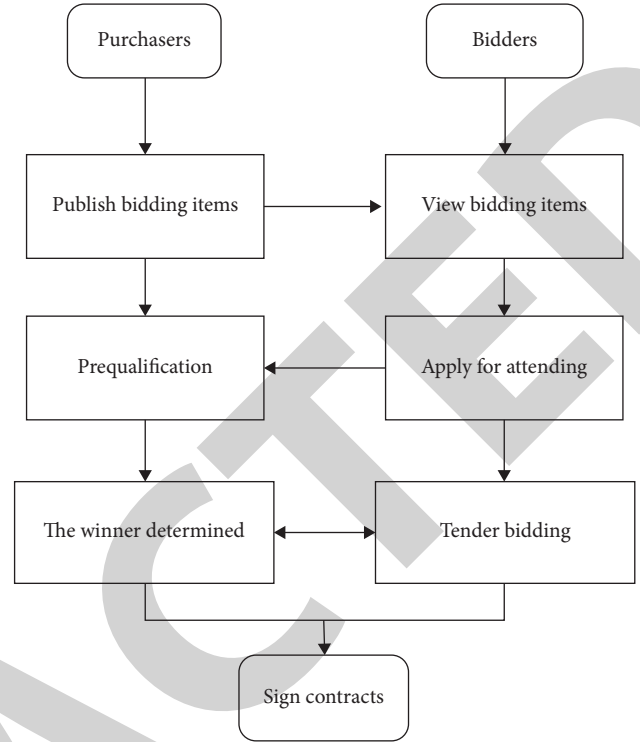 Purchasers
Bidders
Publish bidding items
View bidding items
Prequalification
Apply for attending
The winner determined
Tender bidding
Sign contracts